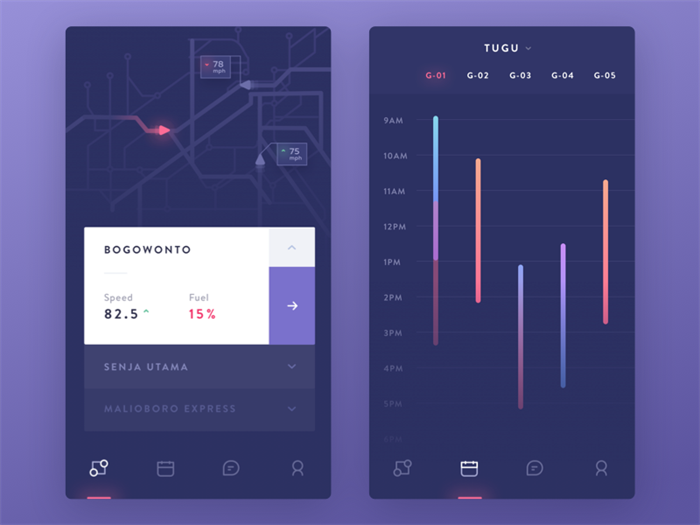 78
mph
75
mph
BOGOWONTO
Speed Fuel
82.5 15%
SENJA UTAMA
MALIOBORO EXPRESS
TUGU
G-01 G-02 G-03 G-04 G-05
9AM
10AM
11AM
12PM
1PM
2PM
3PM
4PM
5PM
6PM